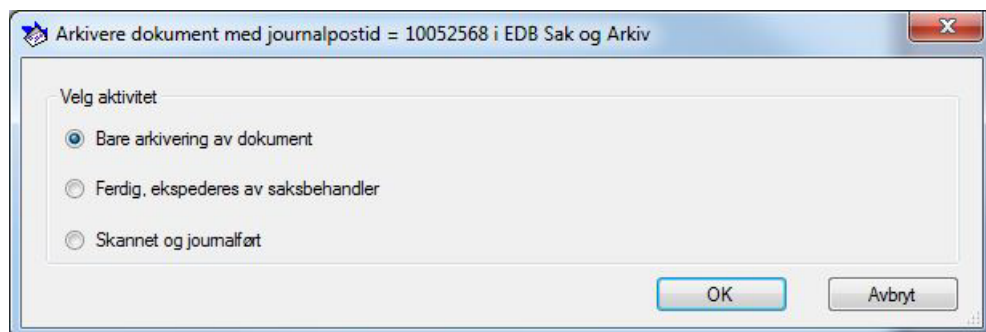 Arkivere dokument med journalpostid = 10052568 i EDB Sak og Arkiv
Velg aktivitet
Bare arkivering av dokument
Ferdig, ekspederes av saksbehandler
Skannet og journalført
OK Avbryt